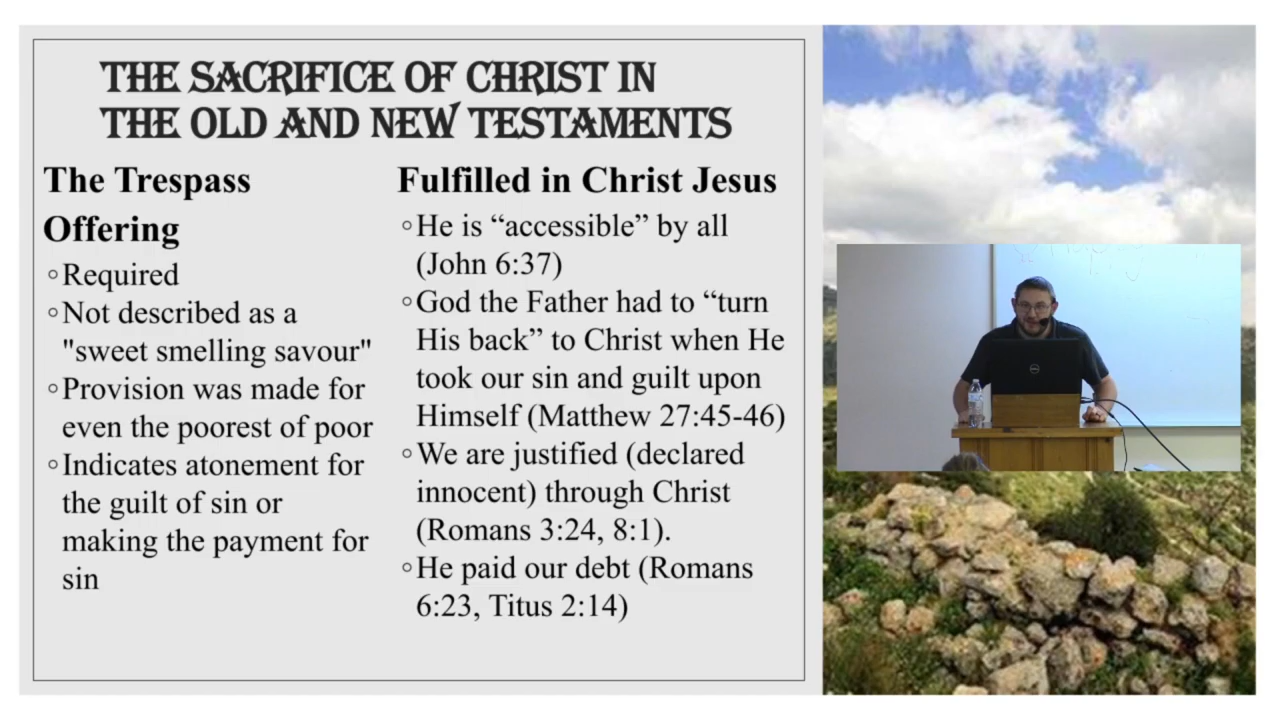 THE SACRIFICE OF CHRIST IN
THE OLD AND NEW TESTAMENTS
The Trespass
Offering
◦Required
◦Not described as a
"sweet smelling savour"
◦Provision was made for
even the poorest of poor
◦Indicates atonement for
the guilt of sin or
making the payment for
sin
Fulfilled in Christ Jesus
◦He is “accessible” by all
(John 6:37)
◦God the Father had to “turn
His back” to Christ when He
took our sin and guilt upon
Himself (Matthew 27:45-46)
◦We are justified (declared
innocent) through Christ
(Romans 3:24, 8:1).
◦He paid our debt (Romans
6:23, Titus 2:14)